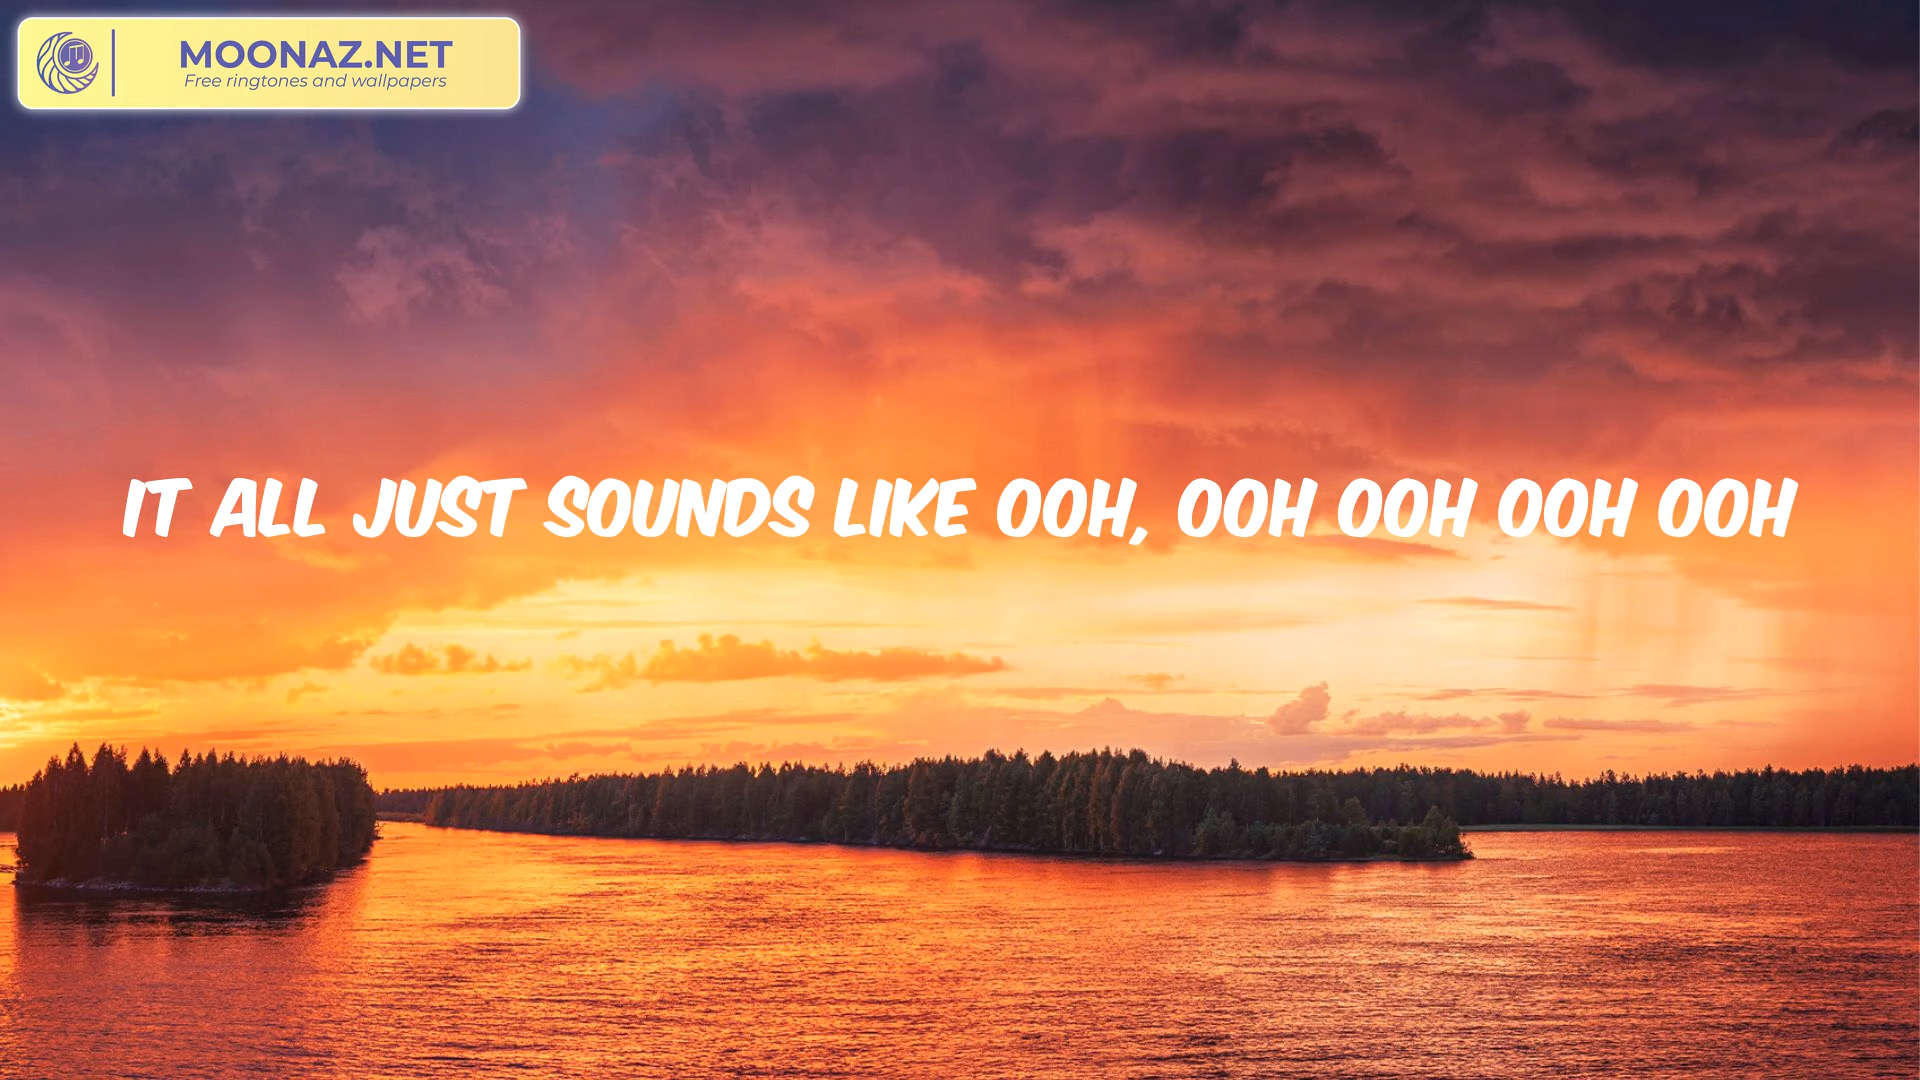 MOONAZ.NET
Free ringtones and wallpapers
IT ALL JUST SOUNDS LIKE OOH, OOH OOH OOH OOH